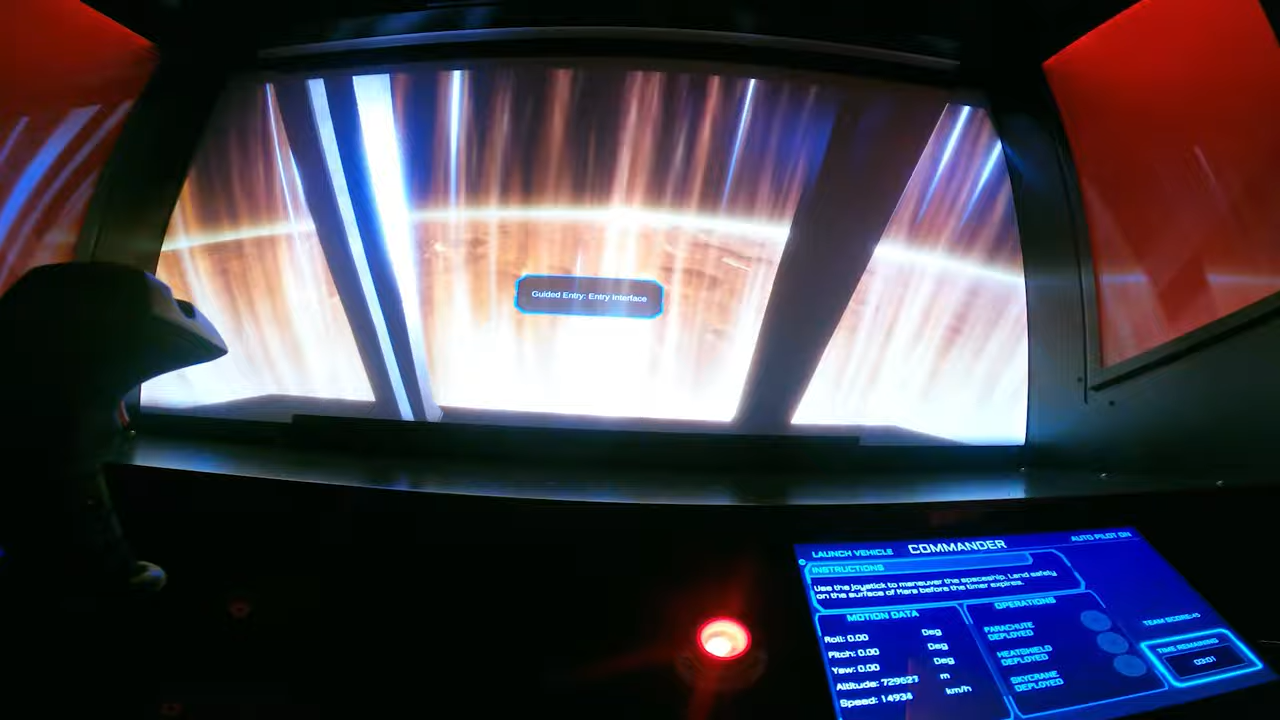 Guided Entry: Entry Interface
LAUNCH VEHICLE
COMMANDER
AUTO PILOT ON
INSTRUCTIONS
Use the joystick to maneuver the spaceship. Land safely
on the surface of Mars before the timer expires.
MOTION DATA
Roll: 0.00 Deg
Pitch: 0.00 Deg
Yaw: 0.00 Deg
Altitude: 729627 m
Speed: 14934 km/h
OPERATIONS
PARACHUTE
DEPLOYED
HEATSHIELD
DEPLOYED
SKYCRANE
DEPLOYED
TEAM SCORE:45
TIME REMAINING
03:01